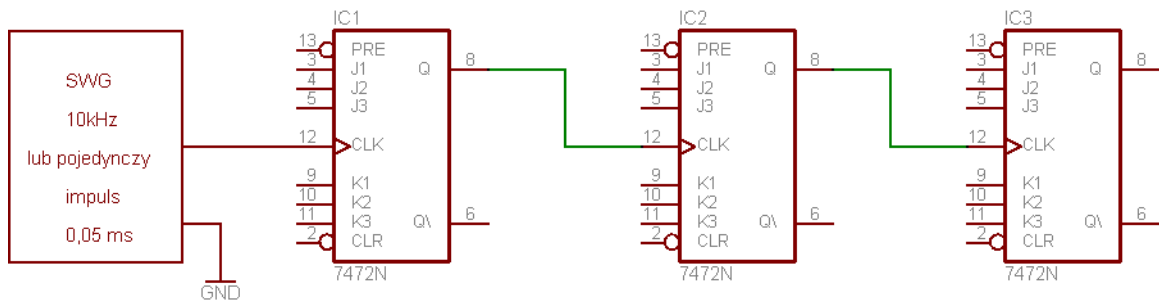 SWG
10kHz
lub pojedynczy
impuls
0,05 ms
GND
IC1
13 PRE
3 J1 Q 8
4 J2
5 J3
12 CLK
9 K1
10 K2
11 K3 Q\ 6
2 CLR
7472N
IC2
13 PRE
3 J1 Q 8
4 J2
5 J3
12 CLK
9 K1
10 K2
11 K3 Q\ 6
2 CLR
7472N
IC3
13 PRE
3 J1 Q 8
4 J2
5 J3
12 CLK
9 K1
10 K2
11 K3 Q\ 6
2 CLR
7472N